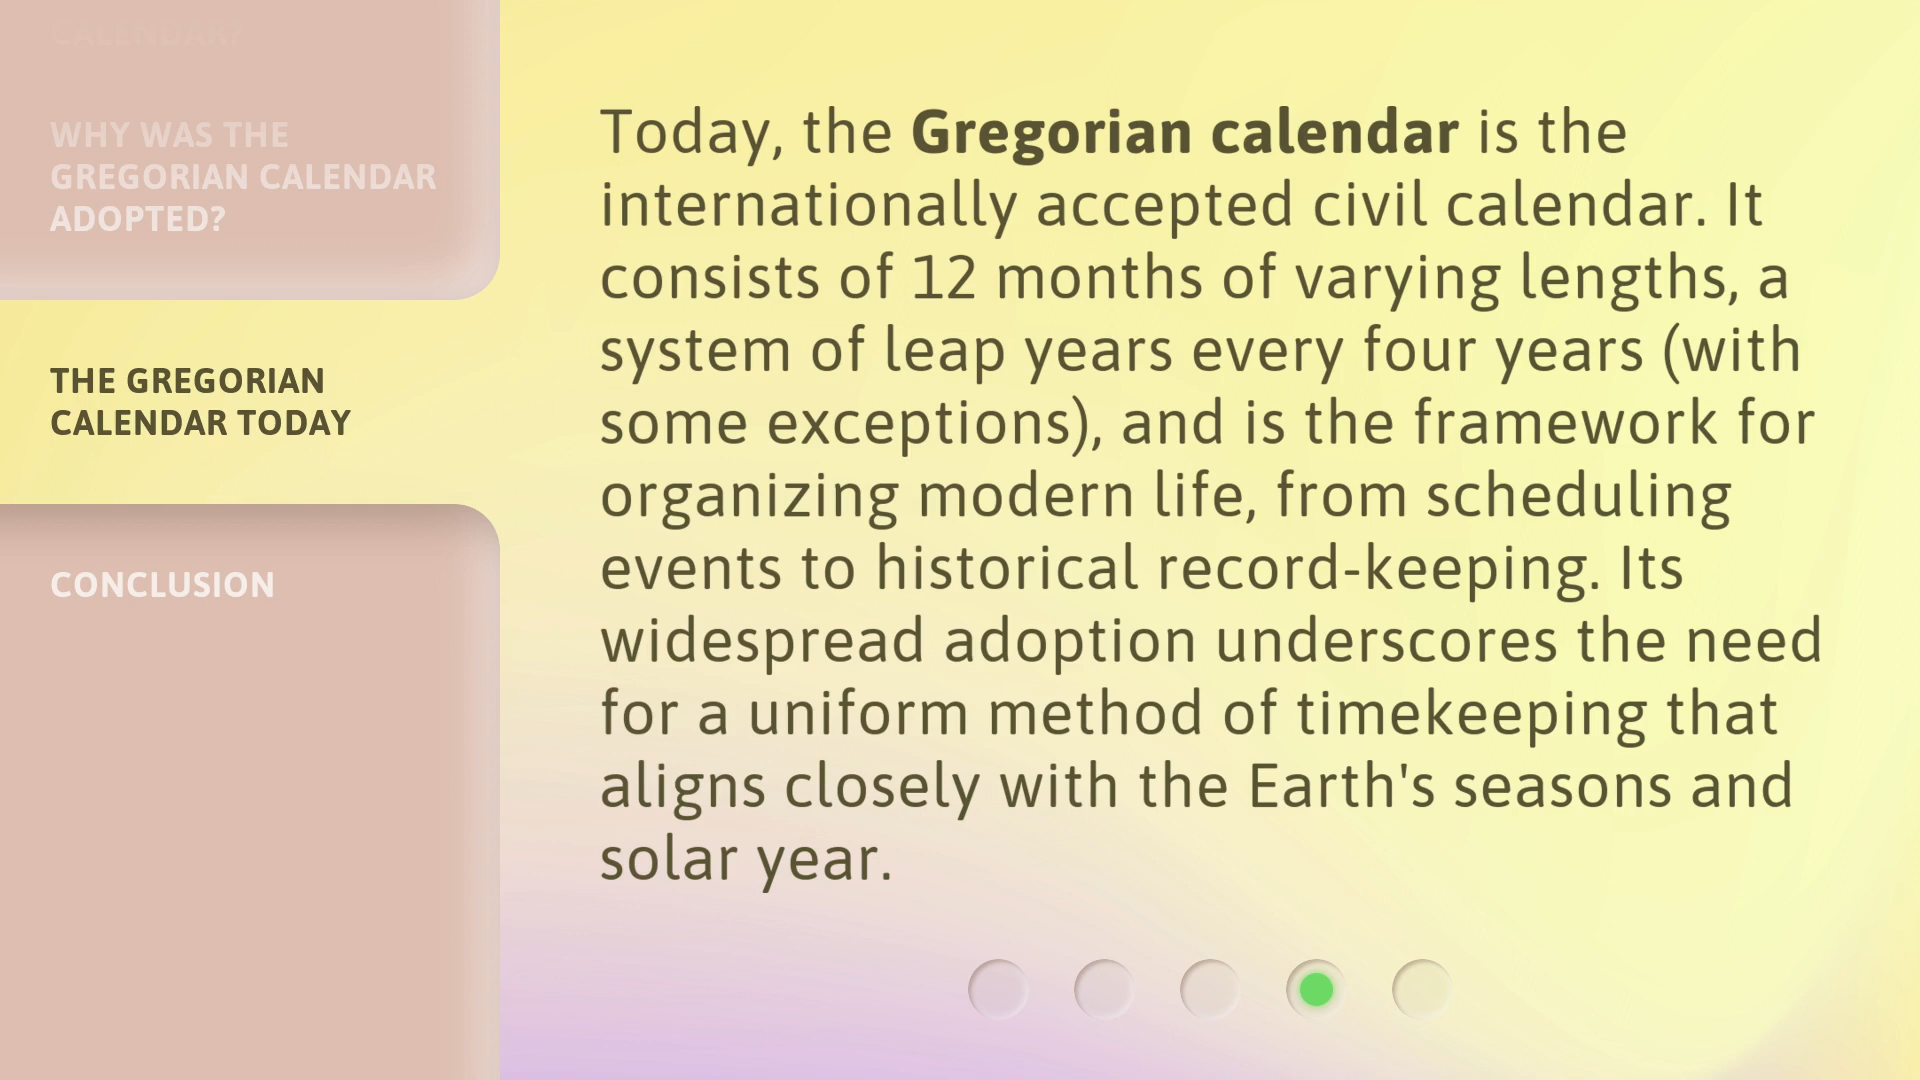 CALENDAR?
WHY WAS THE
GREGORIAN CALENDAR
ADOPTED?
THE GREGORIAN
CALENDAR TODAY
CONCLUSION
Today, the Gregorian calendar is the
internationally accepted civil calendar. It
consists of 12 months of varying lengths, a
system of leap years every four years (with
some exceptions), and is the framework for
organizing modern life, from scheduling
events to historical record-keeping. Its
widespread adoption underscores the need
for a uniform method of timekeeping that
aligns closely with the Earth's seasons and
solar year.